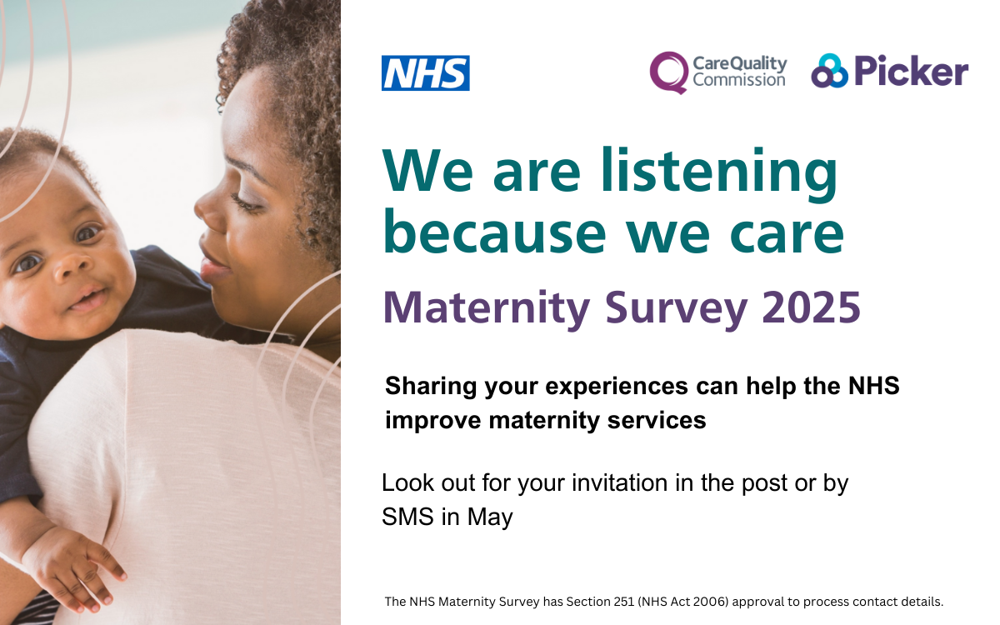 NHS
CareQuality
Commission
Picker
We are listening
because we care
Maternity Survey 2025
Sharing your experiences can help the NHS
improve maternity services
Look out for your invitation in the post or by
SMS in May
The NHS Maternity Survey has Section 251 (NHS Act 2006) approval to process contact details.